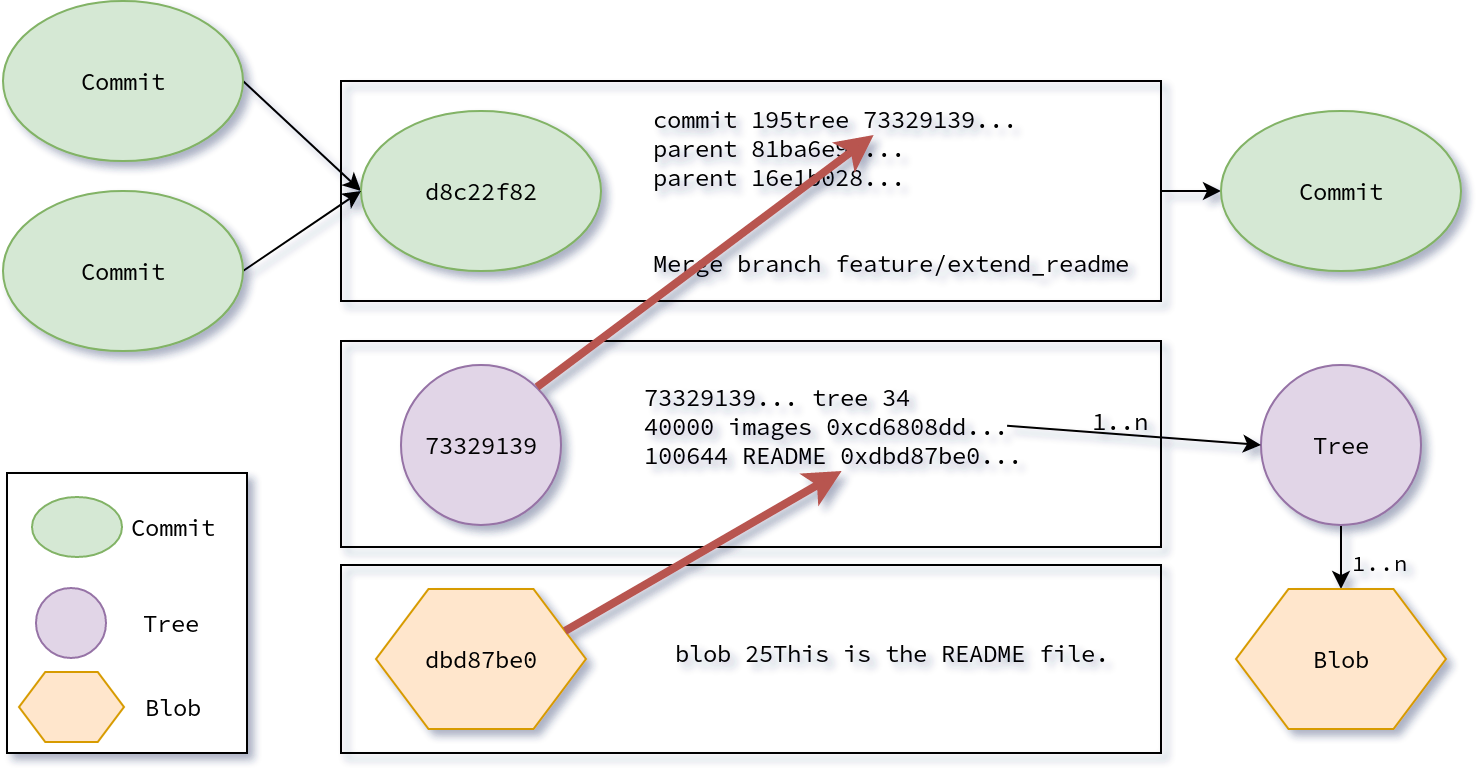 Commit
Commit
d8c22f82
commit 195tree 73329139...
parent 81ba6e9 ...
parent 16e1b028...
Merge branch feature/extend_readme
Commit
73329139
73329139... tree 34
40000 images 0xcd6808dd...
100644 README 0xdbd87be0...
1..n
Tree
1..n
Commit
Tree
Blob
dbd87be0
blob 25This is the README file.
Blob